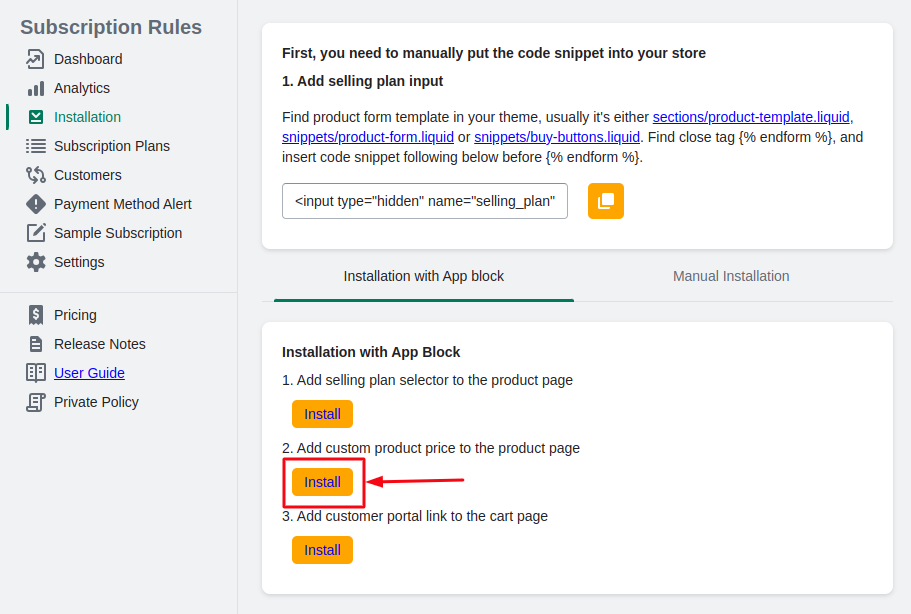 Subscription Rules
Dashboard
Analytics
Installation
Subscription Plans
Customers
Payment Method Alert
Sample Subscription
Settings
Pricing
Release Notes
User Guide
Private Policy
First, you need to manually put the code snippet into your store
1. Add selling plan input
Find product form template in your theme, usually it's either sections/product-template.liquid,
snippets/product-form.liquid or snippets/buy-buttons.liquid. Find close tag {% endform %}, and
insert code snippet following below before {% endform %}.
<input type="hidden" name="selling_plan"
Installation with App block
Manual Installation
Installation with App Block
1. Add selling plan selector to the product page
Install
2. Add custom product price to the product page
Install
3. Add customer portal link to the cart page
Install